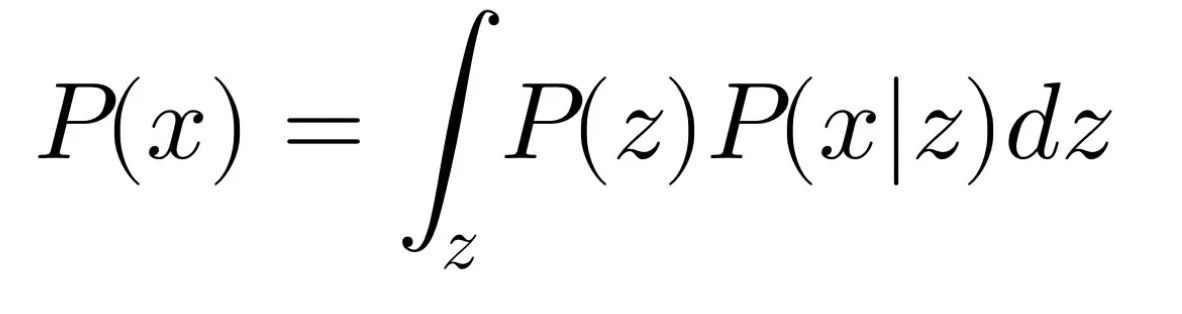 P(x) = ∫_z P(z)P(x|z)dz